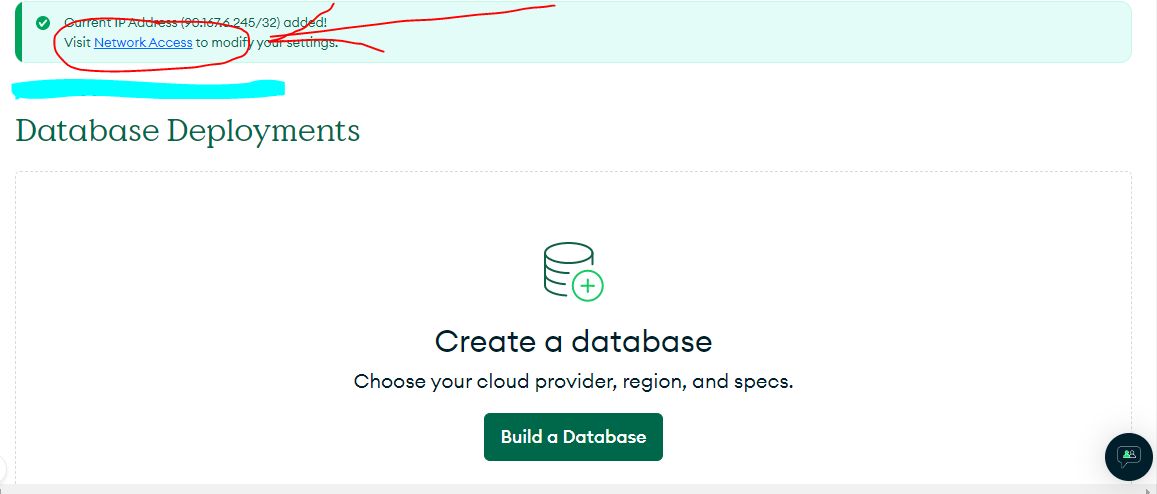 Current IP Address (90.167.6.245/32) added!
Visit Network Access to modify your settings.
Database Deployments
Create a database
Choose your cloud provider, region, and specs.
Build a Database